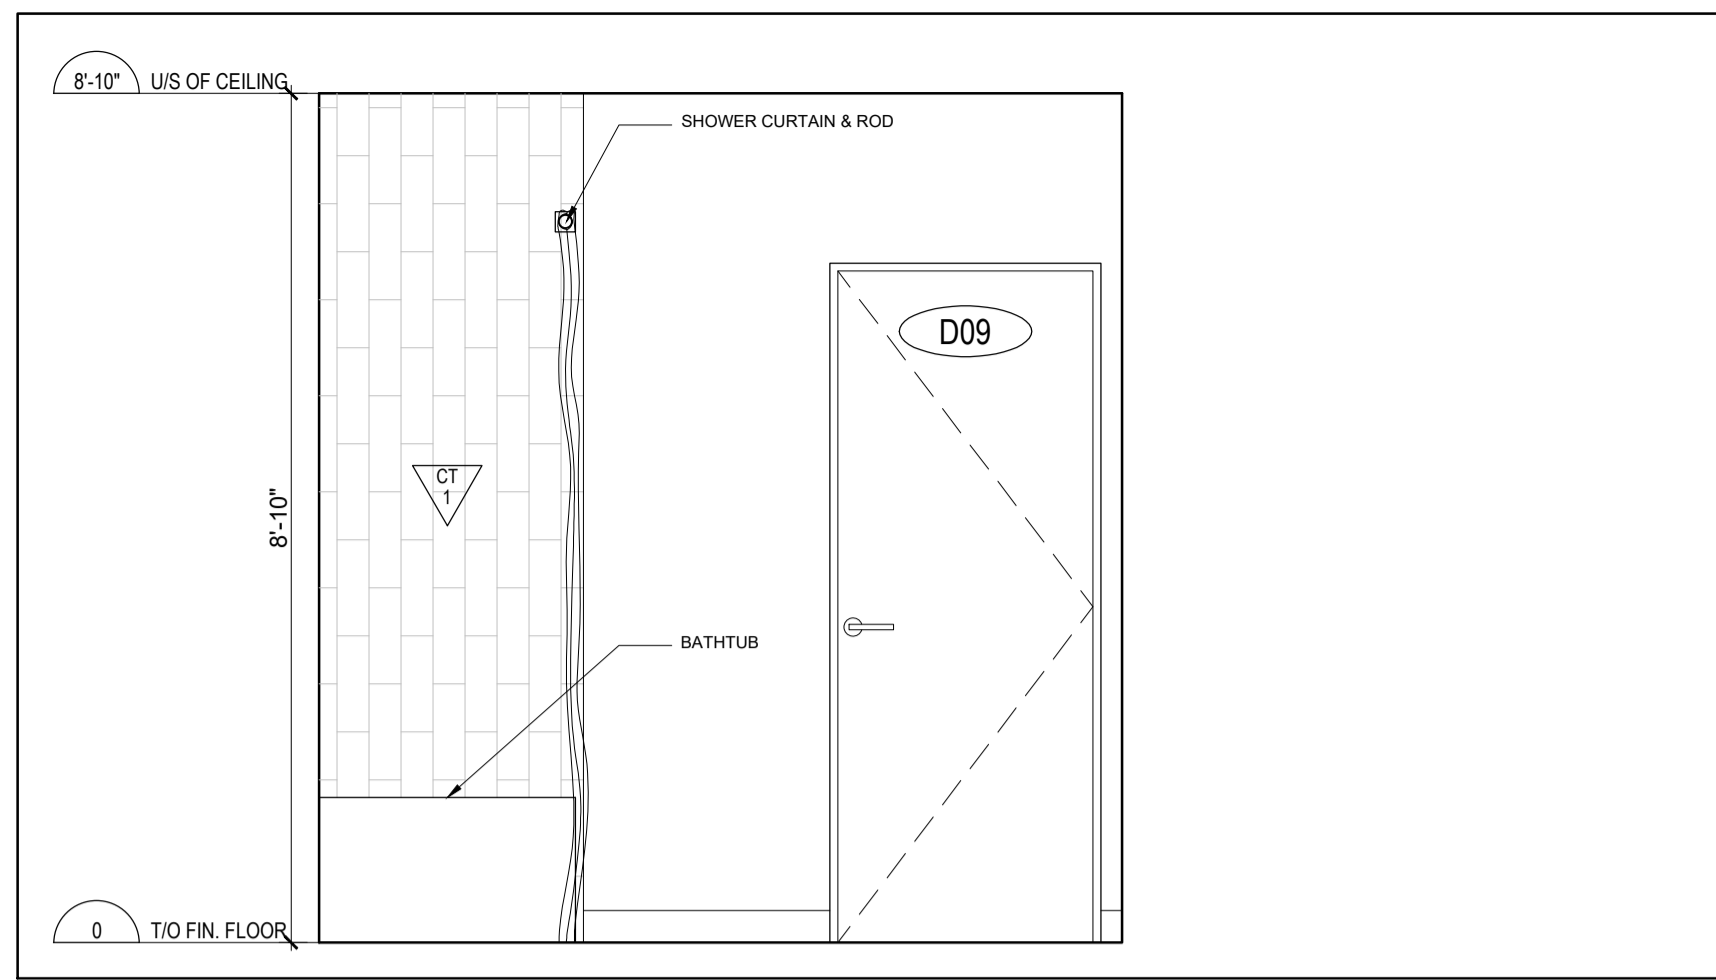 8'-10" U/S OF CEILING
SHOWER CURTAIN & ROD
D09
CT
1
8'-10"
BATHTUB
0 T/O FIN. FLOOR